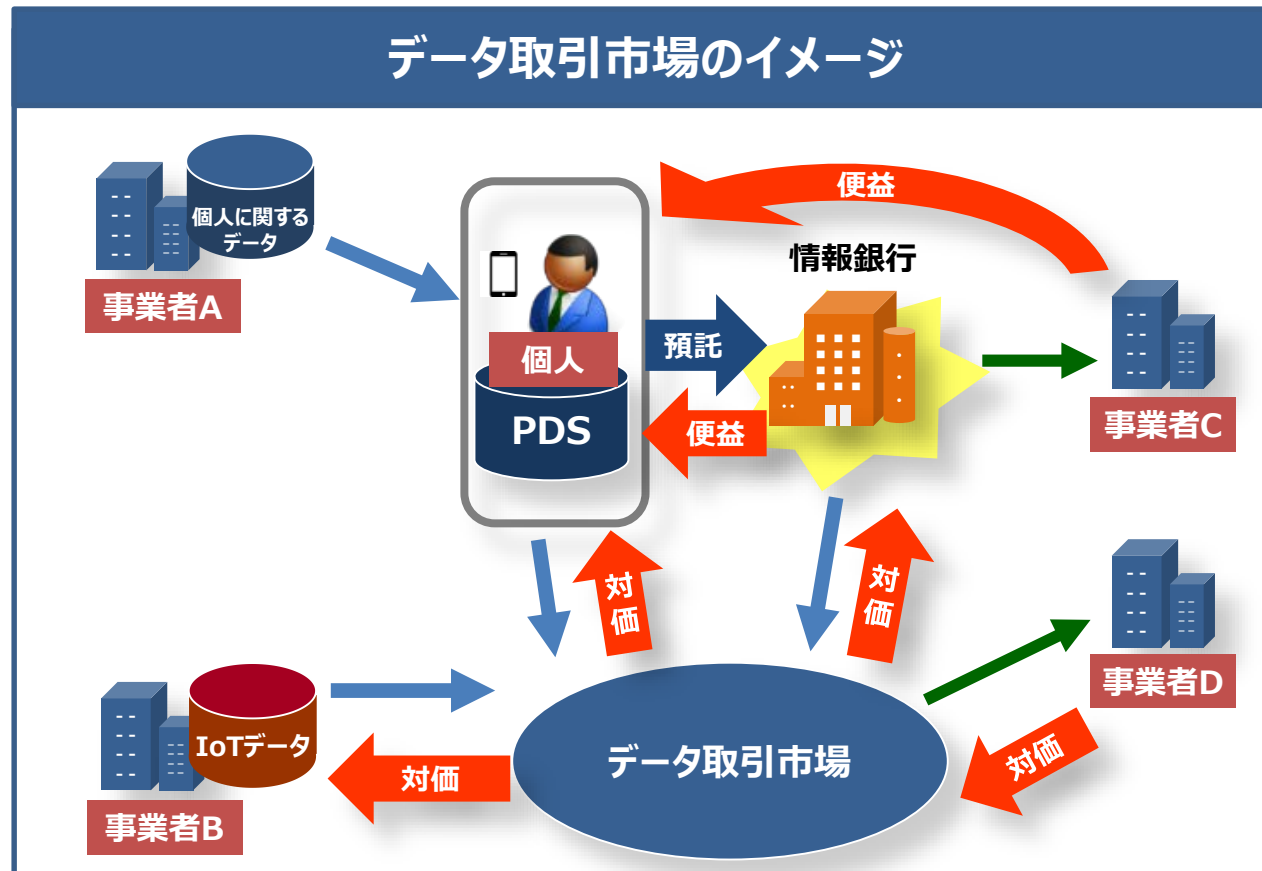 データ取引市場のイメージ
個人に関する
データ
事業者A
便益
情報銀行
預託
個人
PDS
便益
事業者C
対価
対価
事業者D
IoTデータ
事業者B
対価
データ取引市場
対価